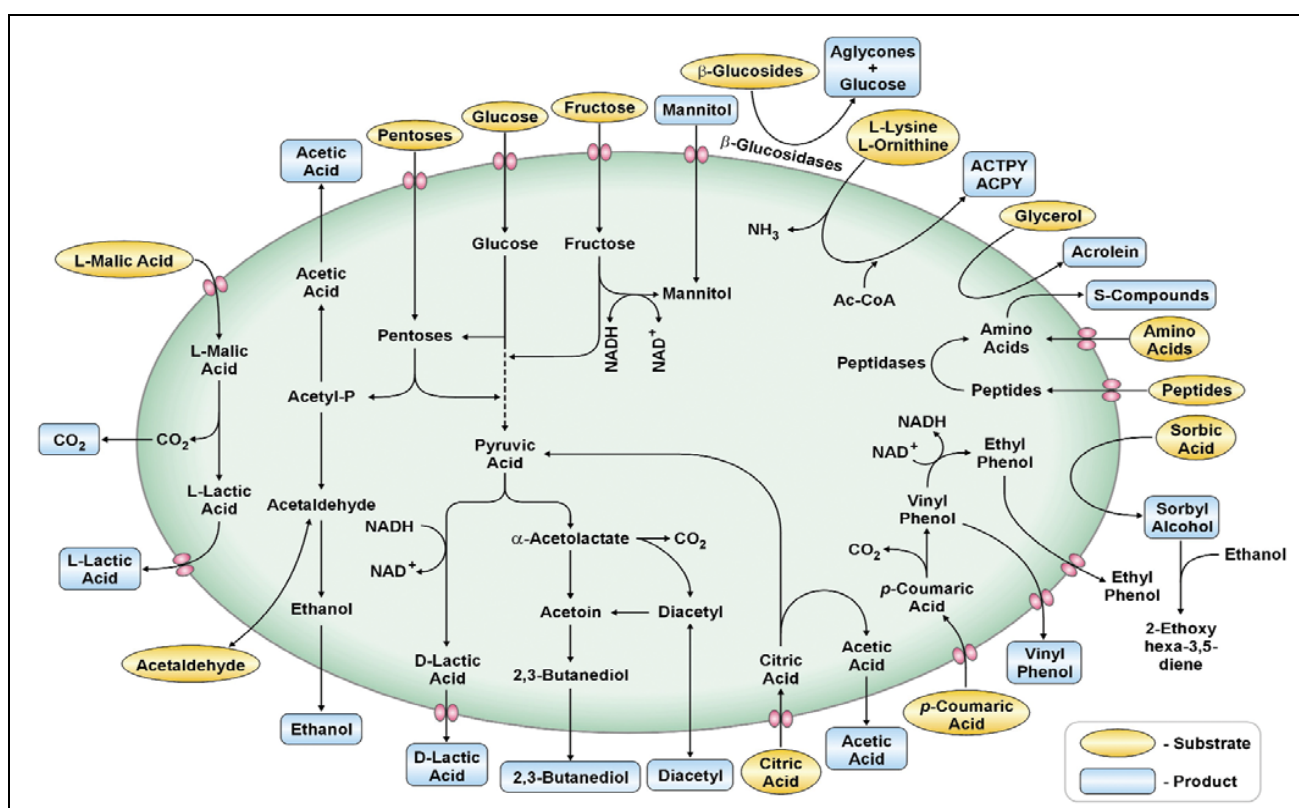 β-Glucosides
Aglycones
+
Glucose
Pentoses
Glucose
Fructose
Mannitol
β-Glucosidases
L-Lysine
L-Ornithine
Acetic
Acid
ACTPY
ACPY
NH3
Glycerol
L-Malic Acid
Acetic
Acid
Glucose
Fructose
Mannitol
Ac-CoA
Acrolein
S-Compounds
L-Malic
Acid
Pentoses
NADH
NAD+
Amino
Acids
Amino
Acids
Peptidases
Acetyl-P
Peptides
Peptides
CO2
CO2
Pyruvic
Acid
NADH
NAD+
Ethyl
Phenol
Sorbic
Acid
L-Lactic
Acid
Acetaldehyde
NADH
NAD+
α-Acetolactate
CO2
Vinyl
Phenol
CO2
Sorbyl
Alcohol
Ethanol
L-Lactic
Acid
Ethanol
Acetoin
Diacetyl
p-Coumaric
Acid
Ethyl
Phenol
2-Ethoxy
hexa-3,5-
diene
Acetaldehyde
D-Lactic
Acid
2,3-Butanediol
Citric
Acid
Acetic
Acid
Vinyl
Phenol
p-Coumaric
Acid
Ethanol
D-Lactic
Acid
2,3-Butanediol
Diacetyl
Citric
Acid
Acetic
Acid
- Substrate
- Product